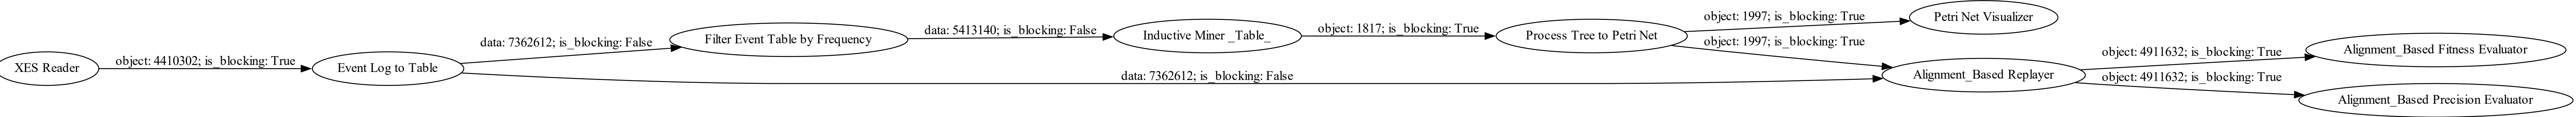 XES Reader
object: 4410302; is_blocking: True
Event Log to Table
data: 7362612; is_blocking: False
Filter Event Table by Frequency
data: 5413140; is_blocking: False
Inductive Miner _Table_
object: 1817; is_blocking: True
Process Tree to Petri Net
object: 1997; is_blocking: True
Petri Net Visualizer
object: 1997; is_blocking: True
data: 7362612; is_blocking: False
Alignment_Based Replayer
object: 4911632; is_blocking: True
Alignment_Based Fitness Evaluator
object: 4911632; is_blocking: True
Alignment_Based Precision Evaluator